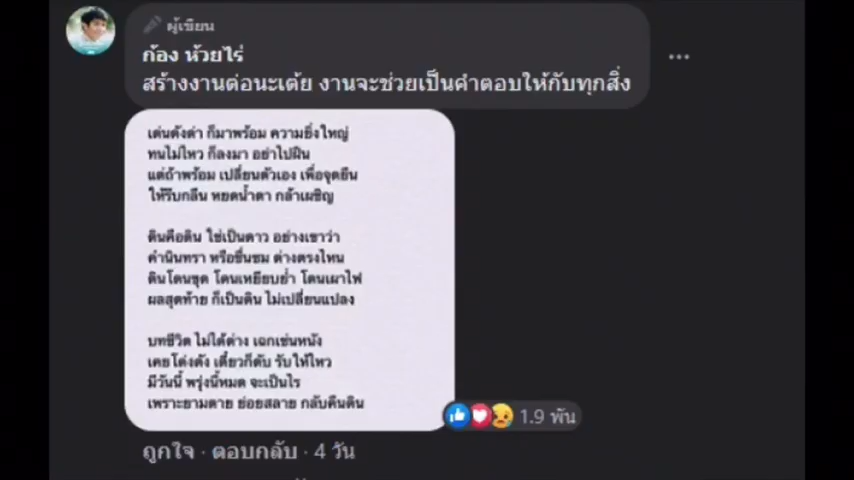 ผู้เขียน
ก้อง ห้วยไร่
สร้างงานต่อนะเต้ย งานจะช่วยเป็นคำตอบให้กับทุกสิ่ง
เด่นดังด่า ก็มาพร้อม ความยิ่งใหญ่
ทนไม่ไหว ก็ลงมา อย่าไปฝืน
แต่ถ้าพร้อม เปลี่ยนตัวเอง เพื่อจุดยืน
ให้รีบกลืน หยดน้ำตา กล้าเผชิญ
ดินคือดิน ใช่เป็นดาว อย่างเขาว่า
คำนินทรา หรือชื่นชม ต่างตรงไหน
ดินโดนขุด โดนเหยียบย่ำ โดนเผาไฟ
ผลสุดท้าย ก็เป็นดิน ไม่เปลี่ยนแปลง
บทชีวิต ไม่ได้ต่าง เฉกเช่นหนัง
เคยโด่งดัง เดี๋ยวก็ดับ รับให้ไหว
มีวันนี้ พรุ่งนี้หมด จะเป็นไร
เพราะยามตาย ย่อยสลาย กลับคืนดิน
1.9 พัน
ถูกใจ · ตอบกลับ · 4 วัน